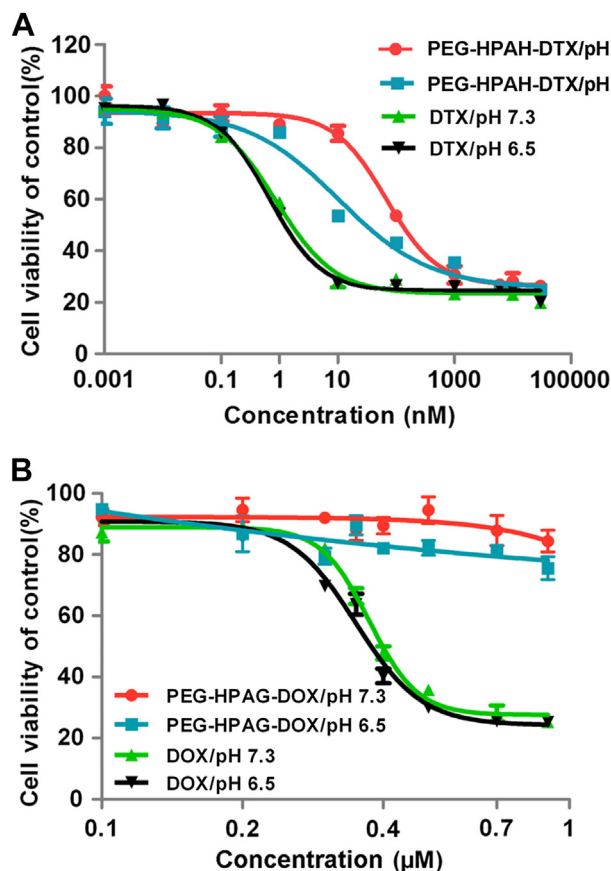 A
120
100
80
60
40
20
0
Cell viability of control(%)
PEG-HPAH-DTX/pH
PEG-HPAH-DTX/pH
DTX/pH 7.3
DTX/pH 6.5
0.001
0.1
1
10
1000
100000
Concentration (nM)
B
100
80
60
40
20
0
Cell viability of control(%)
PEG-HPAG-DOX/pH 7.3
PEG-HPAG-DOX/pH 6.5
DOX/pH 7.3
DOX/pH 6.5
0.1
0.2
0.4
0.7
1
Concentration (µM)